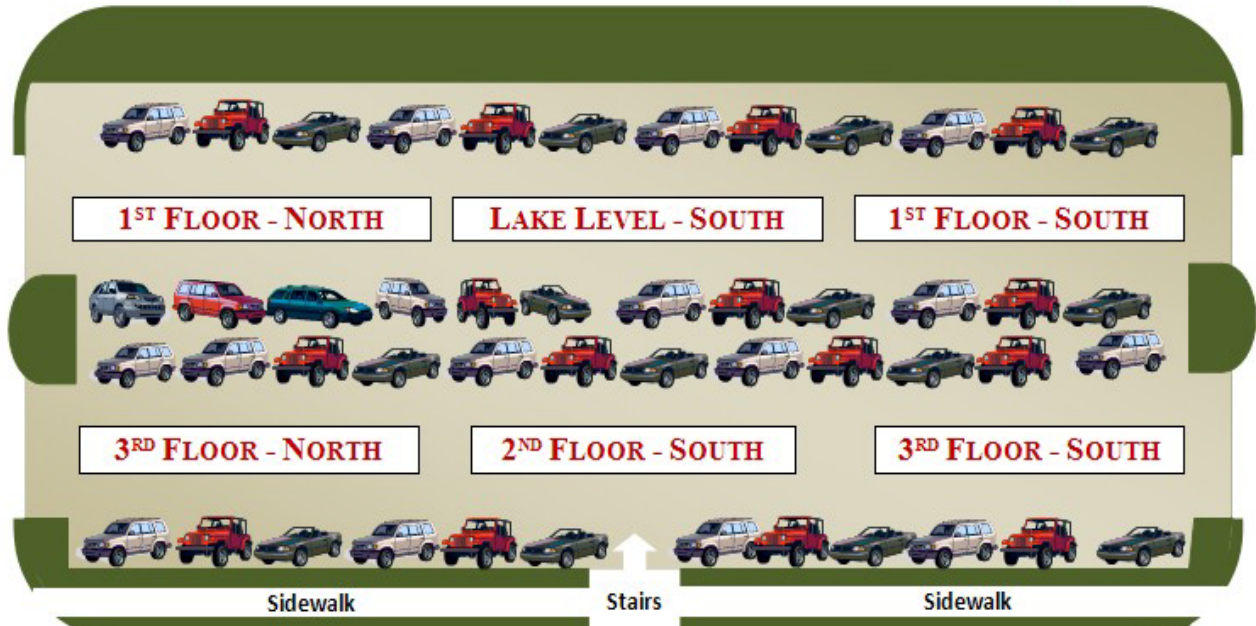 1ST FLOOR - NORTH
LAKE LEVEL - SOUTH
1ST FLOOR - SOUTH
3RD FLOOR - NORTH
2ND FLOOR - SOUTH
3RD FLOOR - SOUTH
Sidewalk
Stairs
Sidewalk